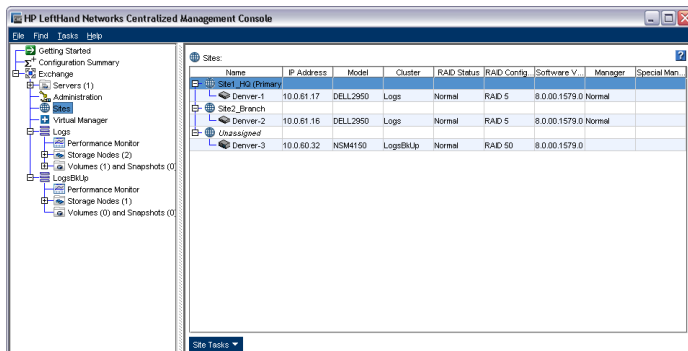 HP LeftHand Networks Centralized Management Console
File Find Tasks Help
Getting Started
Configuration Summary
Exchange
Servers (1)
Administration
Sites
Virtual Manager
Logs
Performance Monitor
Storage Nodes (2)
Volumes (1) and Snapshots (0
LogsBkUp
Performance Monitor
Storage Nodes (1)
Volumes (0) and Snapshots (0
Sites:
?
Name IP Address Model Cluster RAID Status RAID Config... Software V... Manager Special Man...
Site1_HQ (Primary
Denver-1 10.0.61.17 DELL2950 Logs Normal RAID 5 8.0.00.1579.0 Normal
Site2_Branch
Denver-2 10.0.61.16 DELL2950 Logs Normal RAID 5 8.0.00.1579.0 Normal
Unassigned
Denver-3 10.0.60.32 NSM4150 LogsBkUp Normal RAID 50 8.0.00.1579.0
Site Tasks